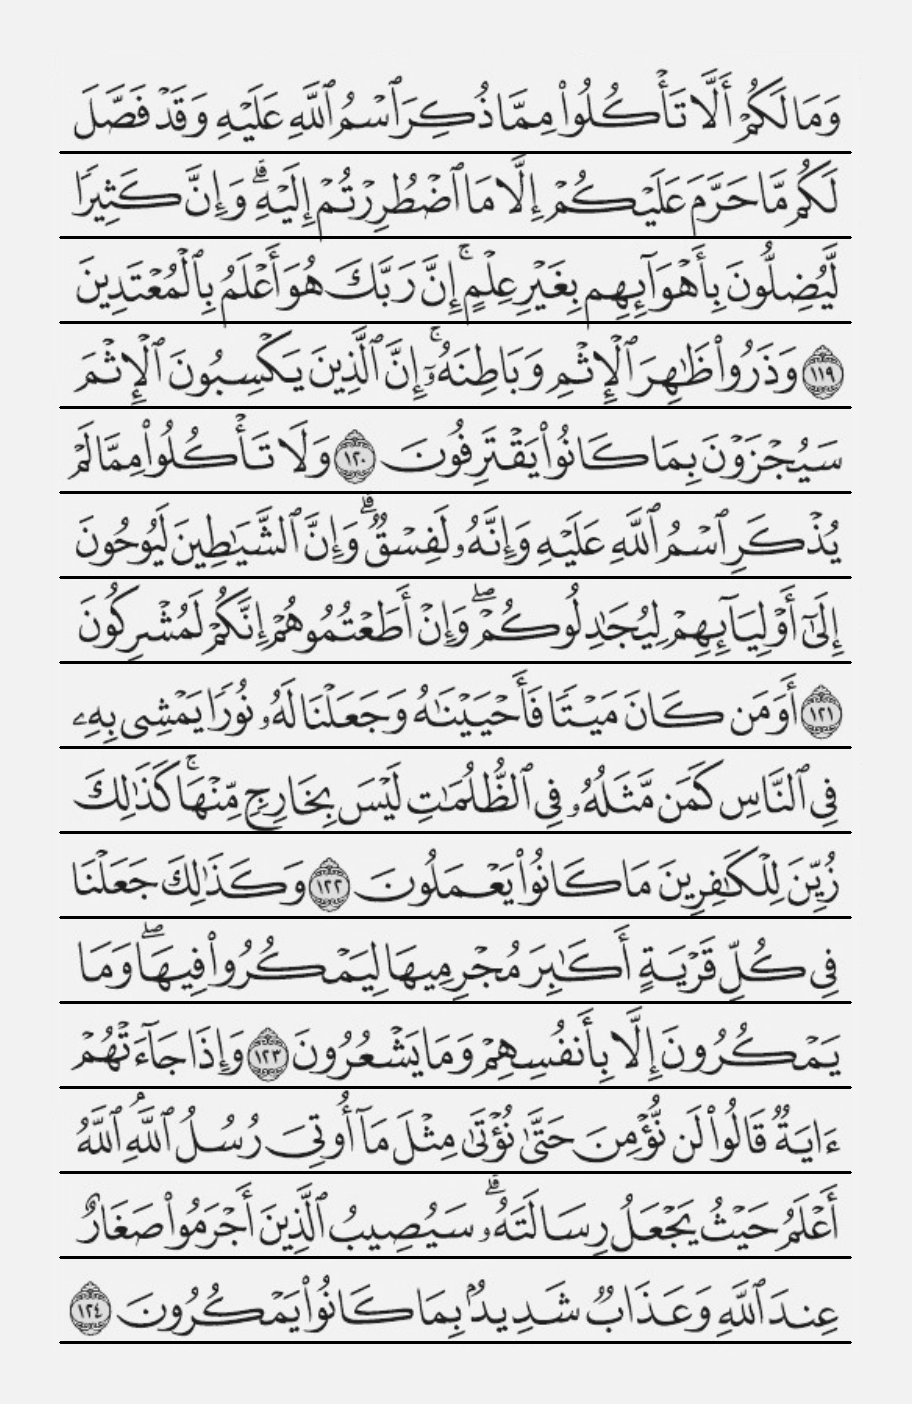 وَمَا لَكُمْ أَلَّا تَأْكُلُوا۟ مِمَّا ذُكِرَ ٱسْمُ ٱللَّهِ عَلَيْهِ وَقَدْ فَصَّلَ
لَكُم مَّا حَرَّمَ عَلَيْكُمْ إِلَّا مَا ٱضْطُرِرْتُمْ إِلَيْهِ ۗ وَإِنَّ كَثِيرًا
لَّيُضِلُّونَ بِأَهْوَآئِهِم بِغَيْرِ عِلْمٍ ۚ إِنَّ رَبَّكَ هُوَ أَعْلَمُ بِٱلْمُعْتَدِينَ
١١٩ وَذَرُوا۟ ظَٰهِرَ ٱلْإِثْمِ وَبَاطِنَهُۥٓ ۚ إِنَّ ٱلَّذِينَ يَكْسِبُونَ ٱلْإِثْمَ
سَيُجْزَوْنَ بِمَا كَانُوا۟ يَقْتَرِفُونَ ١٢٠ وَلَا تَأْكُلُوا۟ مِمَّا لَمْ
يُذْكَرِ ٱسْمُ ٱللَّهِ عَلَيْهِ وَإِنَّهُۥ لَفِسْقٌ ۗ وَإِنَّ ٱلشَّيَٰطِينَ لَيُوحُونَ
إِلَىٰٓ أَوْلِيَآئِهِمْ لِيُجَٰدِلُوكُمْ ۖ وَإِنْ أَطَعْتُمُوهُمْ إِنَّكُمْ لَمُشْرِكُونَ
١٢١ أَوَمَن كَانَ مَيْتًا فَأَحْيَيْنَٰهُ وَجَعَلْنَا لَهُۥ نُورًا يَمْشِى بِهِۦ
فِى ٱلنَّاسِ كَمَن مَّثَلُهُۥ فِى ٱلظُّلُمَٰتِ لَيْسَ بِخَارِجٍ مِّنْهَا ۚ كَذَٰلِكَ
زُيِّنَ لِلْكَٰفِرِينَ مَا كَانُوا۟ يَعْمَلُونَ ١٢٢ وَكَذَٰلِكَ جَعَلْنَا
فِى كُلِّ قَرْيَةٍ أَكَٰبِرَ مُجْرِمِيهَا لِيَمْكُرُوا۟ فِيهَا ۖ وَمَا
يَمْكُرُونَ إِلَّا بِأَنفُسِهِمْ وَمَا يَشْعُرُونَ ١٢٣ وَإِذَا جَآءَتْهُمْ
ءَايَةٌ قَالُوا۟ لَن نُّؤْمِنَ حَتَّىٰ نُؤْتَىٰ مِثْلَ مَآ أُوتِىَ رُسُلُ ٱللَّهِ ۘ ٱللَّهُ
أَعْلَمُ حَيْثُ يَجْعَلُ رِسَالَتَهُۥ ۗ سَيُصِيبُ ٱلَّذِينَ أَجْرَمُوا۟ صَغَارٌ
عِندَ ٱللَّهِ وَعَذَابٌ شَدِيدٌۢ بِمَا كَانُوا۟ يَمْكُرُونَ ١٢٤